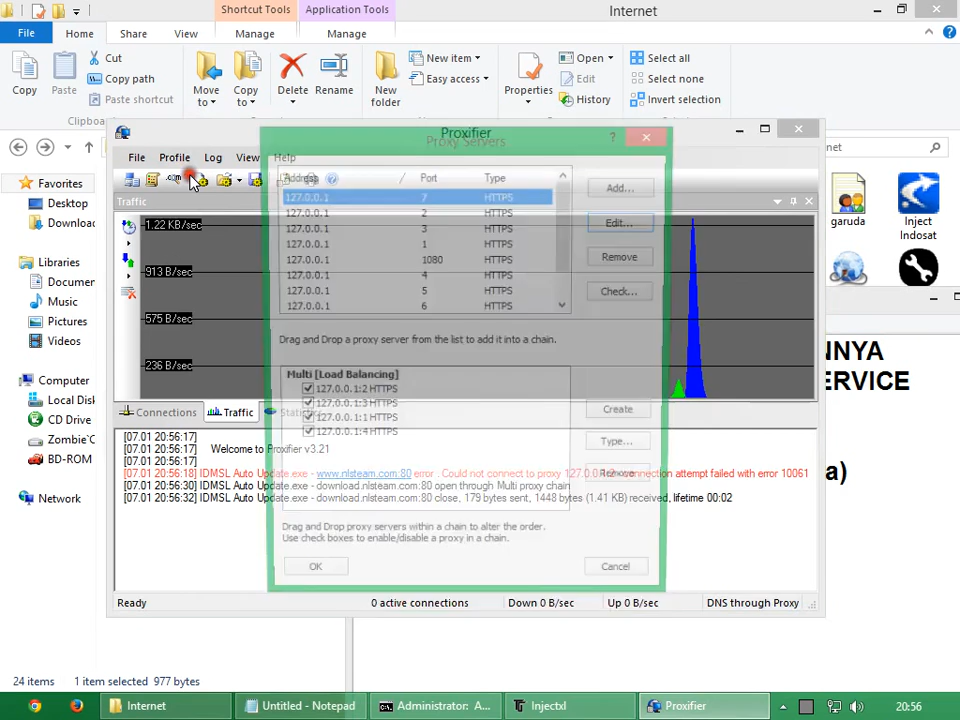 Shortcut Tools
Application Tools
Internet
File
Home
Share
View
Manage
Manage
Copy
Paste
Cut
Copy path
Paste shortcut
Move to
Copy to
Delete
Rename
New folder
New item
Easy access
Properties
Open
Edit
History
Select all
Select none
Invert selection
Favorites
Desktop
Libraries
Music
Pictures
Videos
Computer
CD Drive
BD-ROM
Network
garuda
Inject Indosat
Proxifier
File
Profile
Log
View
Help
Traffic
1.22 KB/sec
913 B/sec
575 B/sec
236 B/sec
Proxy Servers
Address
Port
Type
127.0.0.1 7 HTTPS
127.0.0.1 2 HTTPS
127.0.0.1 3 HTTPS
127.0.0.1 1 HTTPS
127.0.0.1 1080 HTTPS
127.0.0.1 4 HTTPS
127.0.0.1 5 HTTPS
127.0.0.1 6 HTTPS
Add...
Edit...
Remove
Check...
Drag and Drop a proxy server from the list to add it into a chain.
Multi [Load Balancing]
127.0.0.1:2 HTTPS
127.0.0.1:3 HTTPS
127.0.0.1:1 HTTPS
127.0.0.1:4 HTTPS
Create
Type...
Remove
Drag and Drop proxy servers within a chain to alter the order.
Use check boxes to enable/disable a proxy in a chain.
OK
Cancel
Connections
Traffic
[07.01 20:56:17]
[07.01 20:56:17] Welcome to Proxifier v3.21
[07.01 20:56:18] IDMSL Auto Update.exe - www.nlsteam.com:80 error : Could not connect to proxy connection attempt failed with error 10061
[07.01 20:56:30] IDMSL Auto Update.exe - download.nlsteam.com:80 open through Multi proxy chain
[07.01 20:56:32] IDMSL Auto Update.exe - download.nlsteam.com:80 close, 179 bytes sent, 1448 bytes (1.41 KB) received, lifetime 00:02
Ready
0 active connections
Down 0 B/sec
Up 0 B/sec
DNS through Proxy
24 items
1 item selected 977 bytes
Internet
Untitled - Notepad
Administrator: A...
Injectxl
Proxifier
20:56